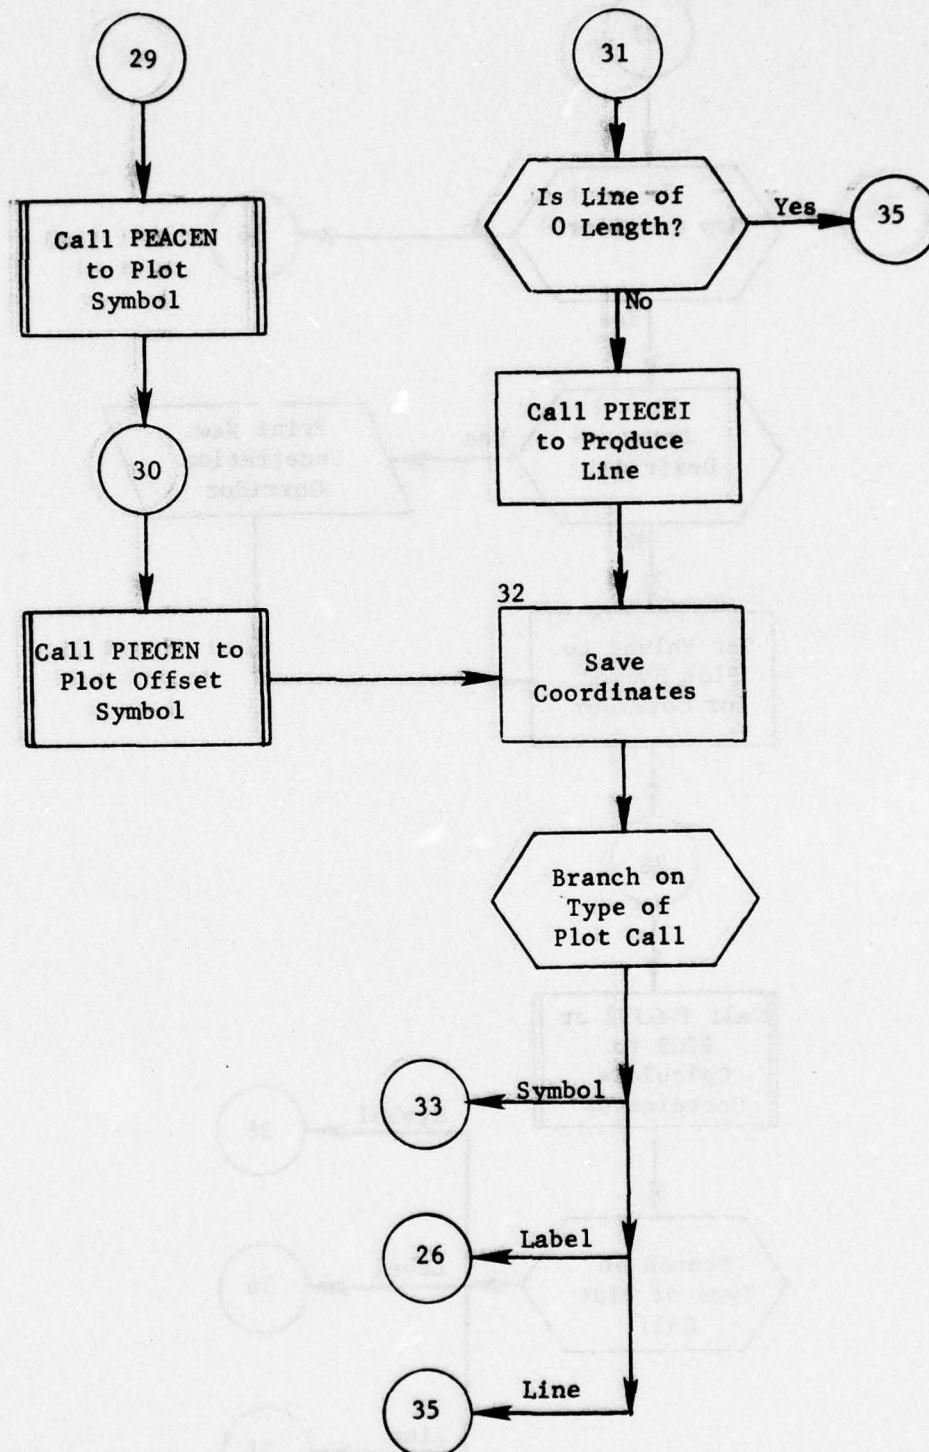 29
Call PEACEN
to Plot
Symbol
30
Call PIECEN to
Plot Offset
Symbol
31
Is Line of
0 Length?
Yes
35
No
Call PIECEI
to Produce
Line
32
Save
Coordinates
Branch on
Type of
Plot Call
Symbol
33
Label
26
Line
35